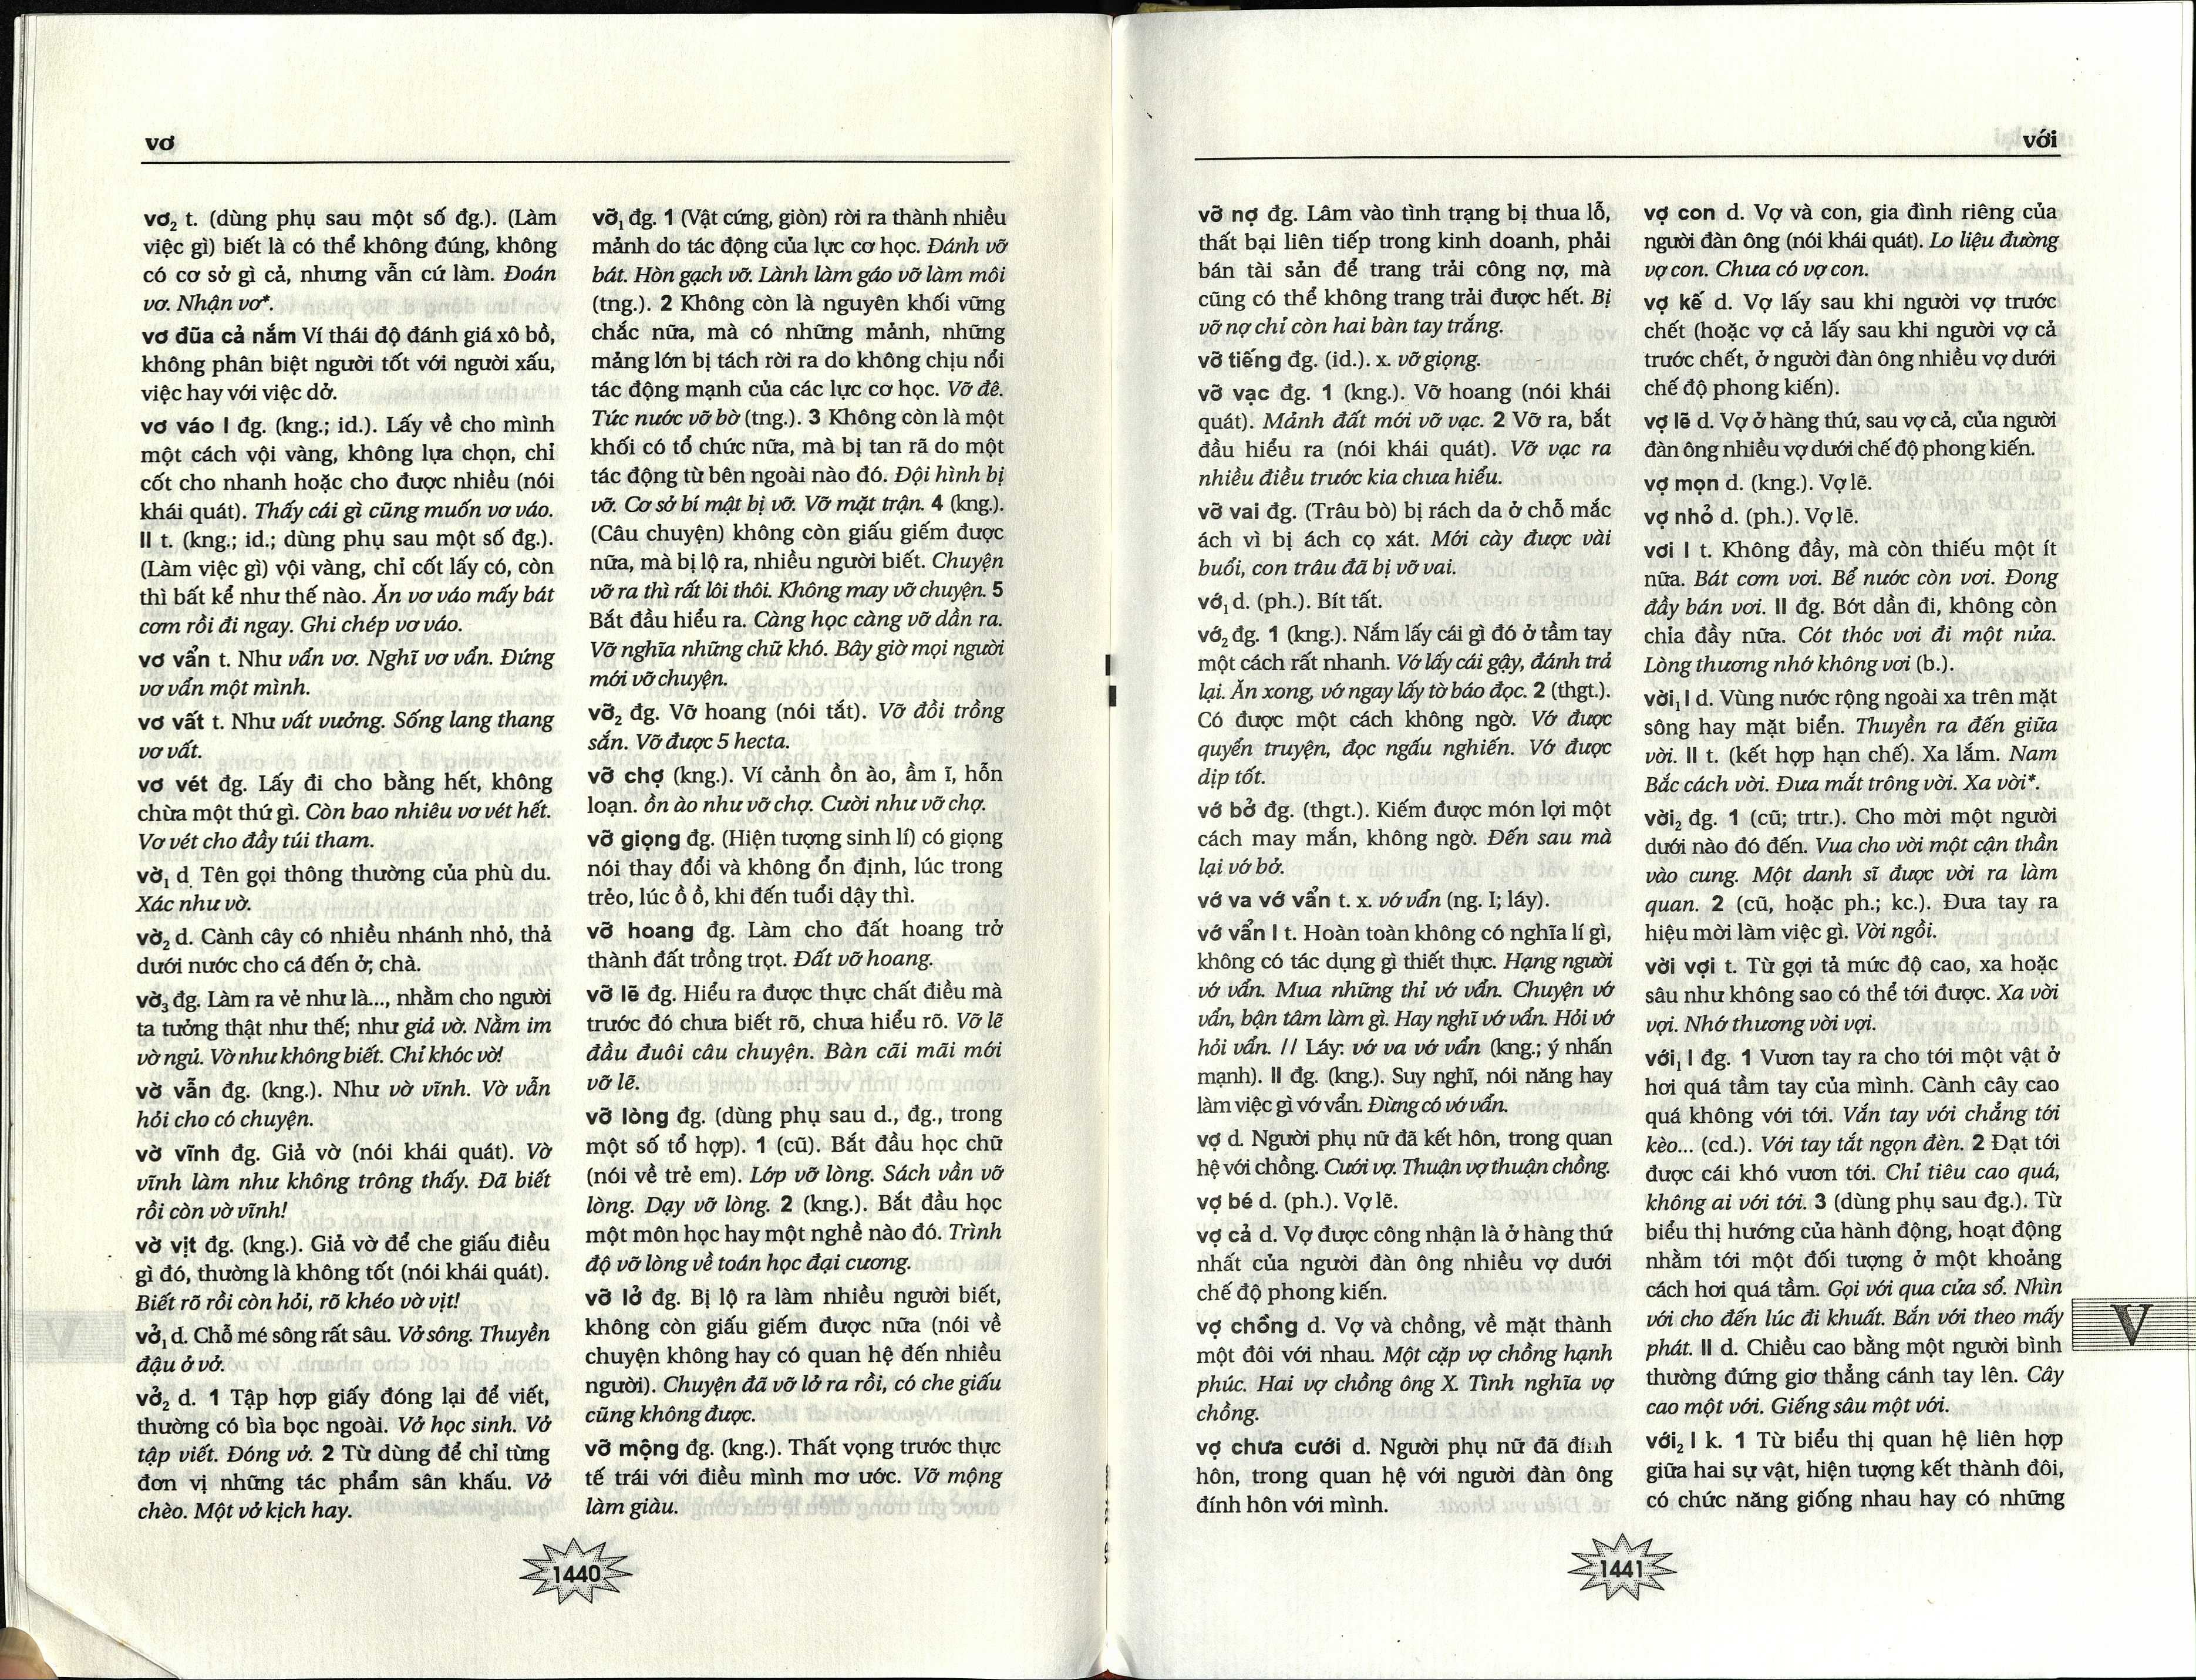 vơ
vơ₂ t. (dùng phụ sau một số đg.). (Làm
việc gì) biết là có thể không đúng, không
có cơ sở gì cả, nhưng vẫn cứ làm. Đoán
vơ. Nhận vơ*.
vơ đũa cả nắm Ví thái độ đánh giá xô bồ,
không phân biệt người tốt với người xấu,
việc hay với việc dở.
vơ váo I đg. (kng.; id.). Lấy về cho mình
một cách vội vàng, không lựa chọn, chỉ
cốt cho nhanh hoặc cho được nhiều (nói
khái quát). Thấy cái gì cũng muốn vơ váo.
II t. (kng.; id.; dùng phụ sau một số đg.).
(Làm việc gì) vội vàng, chỉ cốt lấy có, còn
thì bất kể như thế nào. Ăn vơ váo mấy bát
cơm rồi đi ngay. Ghi chép vơ váo.
vơ vẩn t. Như vẩn vơ. Nghĩ vơ vẩn. Đứng
vơ vẩn một mình.
vơ vất t. Như vất vưởng. Sống lang thang
vơ vất.
vơ vét đg. Lấy đi cho bằng hết, không
chừa một thứ gì. Còn bao nhiêu vơ vét hết.
Vơ vét cho đầy túi tham.
vờ₁ d. Tên gọi thông thường của phù du.
Xác như vờ.
vờ₂ d. Cành cây có nhiều nhánh nhỏ, thả
dưới nước cho cá đến ở; chà.
vờ₃ đg. Làm ra vẻ như là..., nhằm cho người
ta tưởng thật như thế; như giả vờ. Nằm im
vờ ngủ. Vờ như không biết. Chỉ khóc vờ!
vờ vẫn đg. (kng.). Như vờ vĩnh. Vờ vẫn
hỏi cho có chuyện.
vờ vĩnh đg. Giả vờ (nói khái quát). Vờ
vĩnh làm như không trông thấy. Đã biết
rồi còn vờ vĩnh!
vờ vịt đg. (kng.). Giả vờ để che giấu điều
gì đó, thường là không tốt (nói khái quát).
Biết rõ rồi còn hỏi, rõ khéo vờ vịt!
vở₁ d. Chỗ mé sông rất sâu. Vở sông. Thuyền
đậu ở vở.
vở₂ d. 1 Tập hợp giấy đóng lại để viết,
thường có bìa bọc ngoài. Vở học sinh. Vở
tập viết. Đóng vở. 2 Từ dùng để chỉ từng
đơn vị những tác phẩm sân khấu. Vở
chèo. Một vở kịch hay.
vỡ₁ đg. 1 (Vật cứng, giòn) rời ra thành nhiều
mảnh do tác động của lực cơ học. Đánh vỡ
bát. Hòn gạch vỡ. Lành làm gáo vỡ làm môi
(tng.). 2 Không còn là nguyên khối vững
chắc nữa, mà có những mảnh, những
mảng lớn bị tách rời ra do không chịu nổi
tác động mạnh của các lực cơ học. Vỡ đê.
Tức nước vỡ bờ (tng.). 3 Không còn là một
khối có tổ chức nữa, mà bị tan rã do một
tác động từ bên ngoài nào đó. Đội hình bị
vỡ. Cơ sở bí mật bị vỡ. Vỡ mặt trận. 4 (kng.).
(Câu chuyện) không còn giấu giếm được
nữa, mà bị lộ ra, nhiều người biết. Chuyện
vỡ ra thì rất lôi thôi. Không may vỡ chuyện. 5
Bắt đầu hiểu ra. Càng học càng vỡ dần ra.
Vỡ nghĩa những chữ khó. Bây giờ mọi người
mới vỡ chuyện.
vỡ₂ đg. Vỡ hoang (nói tắt). Vỡ đồi trồng
sắn. Vỡ được 5 hecta.
vỡ chợ (kng.). Ví cảnh ồn ào, ầm ĩ, hỗn
loạn. ồn ào như vỡ chợ. Cười như vỡ chợ.
vỡ giọng đg. (Hiện tượng sinh lí) có giọng
nói thay đổi và không ổn định, lúc trong
trẻo, lúc ồ ồ, khi đến tuổi dậy thì.
vỡ hoang đg. Làm cho đất hoang trở
thành đất trồng trọt. Đất vỡ hoang.
vỡ lẽ đg. Hiểu ra được thực chất điều mà
trước đó chưa biết rõ, chưa hiểu rõ. Vỡ lẽ
đầu đuôi câu chuyện. Bàn cãi mãi mới
vỡ lẽ.
vỡ lòng đg. (dùng phụ sau d., đg., trong
một số tổ hợp). 1 (cũ). Bắt đầu học chữ
(nói về trẻ em). Lớp vỡ lòng. Sách vần vỡ
lòng. Dạy vỡ lòng. 2 (kng.). Bắt đầu học
một môn học hay một nghề nào đó. Trình
độ vỡ lòng về toán học đại cương.
vỡ lở đg. Bị lộ ra làm nhiều người biết,
không còn giấu giếm được nữa (nói về
chuyện không hay có quan hệ đến nhiều
người). Chuyện đã vỡ lở ra rồi, có che giấu
cũng không được.
vỡ mộng đg. (kng.). Thất vọng trước thực
tế trái với điều mình mơ ước. Vỡ mộng
làm giàu.
1440
với
vỡ nợ đg. Lâm vào tình trạng bị thua lỗ,
thất bại liên tiếp trong kinh doanh, phải
bán tài sản để trang trải công nợ, mà
cũng có thể không trang trải được hết. Bị
vỡ nợ chỉ còn hai bàn tay trắng.
vỡ tiếng đg. (id.). x. vỡ giọng.
vỡ vạc đg. 1 (kng.). Vỡ hoang (nói khái
quát). Mảnh đất mới vỡ vạc. 2 Vỡ ra, bắt
đầu hiểu ra (nói khái quát). Vỡ vạc ra
nhiều điều trước kia chưa hiểu.
vỡ vai đg. (Trâu bò) bị rách da ở chỗ mắc
ách vì bị ách cọ xát. Mới cày được vài
buổi, con trâu đã bị vỡ vai.
vớ₁ d. (ph.). Bít tất.
vớ₂ đg. 1 (kng.). Nắm lấy cái gì đó ở tầm tay
một cách rất nhanh. Vớ lấy cái gậy, đánh trả
lại. Ăn xong, vớ ngay lấy tờ báo đọc. 2 (thgt.).
Có được một cách không ngờ. Vớ được
quyển truyện, đọc ngấu nghiến. Vớ được
dịp tốt.
vớ bở đg. (thgt.). Kiếm được món lợi một
cách may mắn, không ngờ. Đến sau mà
lại vớ bở.
vớ va vớ vẩn t. x. vớ vẩn (ng. I; láy).
vớ vẩn I t. Hoàn toàn không có nghĩa lí gì,
không có tác dụng gì thiết thực. Hạng người
vớ vẩn. Mua những thỉ vớ vẩn. Chuyện vớ
vẩn, bận tâm làm gì. Hay nghĩ vớ vẩn. Hỏi vớ
hỏi vẩn. // Láy: vớ va vớ vẩn (kng.; ý nhấn
mạnh). II đg. (kng.). Suy nghĩ, nói năng hay
làm việc gì vớ vẩn. Đừng có vớ vẩn.
vợ d. Người phụ nữ đã kết hôn, trong quan
hệ với chồng. Cưới vợ. Thuận vợ thuận chồng.
vợ bé d. (ph.). Vợ lẽ.
vợ cả d. Vợ được công nhận là ở hàng thứ
nhất của người đàn ông nhiều vợ dưới
chế độ phong kiến.
vợ chồng d. Vợ và chồng, về mặt thành
một đôi với nhau. Một cặp vợ chồng hạnh
phúc. Hai vợ chồng ông X. Tình nghĩa vợ
chồng.
vợ chưa cưới d. Người phụ nữ đã đính
hôn, trong quan hệ với người đàn ông
đính hôn với mình.
vợ con d. Vợ và con, gia đình riêng của
người đàn ông (nói khái quát). Lo liệu đường
vợ con. Chưa có vợ con.
vợ kế d. Vợ lấy sau khi người vợ trước
chết (hoặc vợ cả lấy sau khi người vợ cả
trước chết, ở người đàn ông nhiều vợ dưới
chế độ phong kiến).
vợ lẽ d. Vợ ở hàng thứ, sau vợ cả, của người
đàn ông nhiều vợ dưới chế độ phong kiến.
vợ mọn d. (kng.). Vợ lẽ.
vợ nhỏ d. (ph.). Vợ lẽ.
vơi I t. Không đầy, mà còn thiếu một ít
nữa. Bát cơm vơi. Bể nước còn vơi. Đong
đầy bán vơi. II đg. Bớt dần đi, không còn
chỉa đầy nữa. Cót thóc vơi đi một nửa.
Lòng thương nhớ không vơi (b.).
vời₁ I d. Vùng nước rộng ngoài xa trên mặt
sông hay mặt biển. Thuyền ra đến giữa
vời. II t. (kết hợp hạn chế). Xa lắm. Nam
Bắc cách vời. Đưa mắt trông vời. Xa vời*.
vời₂ đg. 1 (cũ; trtr.). Cho mời một người
dưới nào đó đến. Vua cho vời một cận thần
vào cung. Một danh sĩ được vời ra làm
quan. 2 (cũ, hoặc ph.; kc.). Đưa tay ra
hiệu mời làm việc gì. Vời ngồi.
vời vợi t. Từ gợi tả mức độ cao, xa hoặc
sâu như không sao có thể tới được. Xa vời
vợi. Nhớ thương vời vợi.
với₁ I đg. 1 Vươn tay ra cho tới một vật ở
hơi quá tầm tay của mình. Cành cây cao
quá không với tới. Vắn tay với chẳng tới
kèo... (cd.). Với tay tắt ngọn đèn. 2 Đạt tới
được cái khó vươn tới. Chỉ tiêu cao quá,
không ai với tới. 3 (dùng phụ sau đg.). Từ
biểu thị hướng của hành động, hoạt động
nhằm tới một đối tượng ở một khoảng
cách hơi quá tầm. Gọi với qua cửa sổ. Nhìn
với cho đến lúc đi khuất. Bắn với theo mấy
phát. II d. Chiều cao bằng một người bình
thường đứng giơ thẳng cánh tay lên. Cây
cao một với. Giếng sâu một với.
với₂ I k. 1 Từ biểu thị quan hệ liên hợp
giữa hai sự vật, hiện tượng kết thành đôi,
có chức năng giống nhau hay có những
V
1441